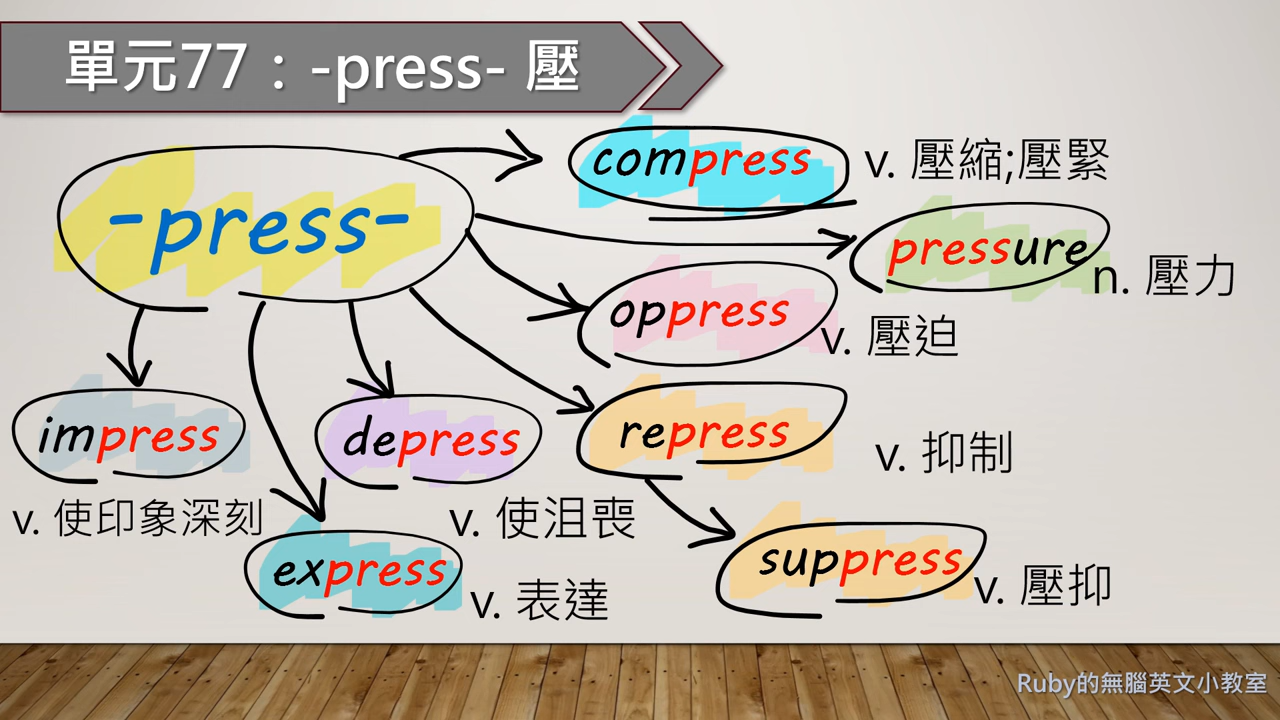 單元77：-press- 壓
-press-
compress
v. 壓縮;壓緊
pressure
n. 壓力
oppress
v. 壓迫
impress
v. 使印象深刻
depress
v. 使沮喪
repress
v. 抑制
express
v. 表達
suppress
v. 壓抑
Ruby的無腦英文小教室